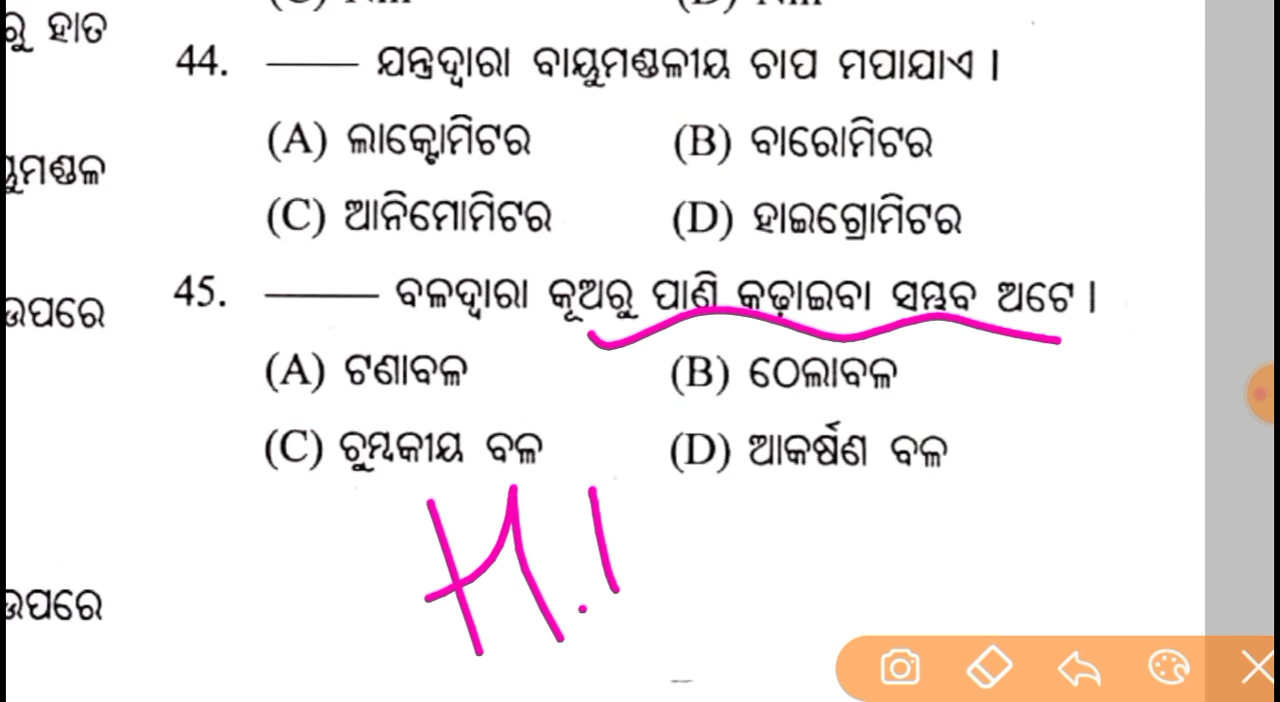 ରୁ ହାତ
44. ——— ଯନ୍ତ୍ରଦ୍ୱାରା ବାୟୁମଣ୍ଡଳୀୟ ଚାପ ମପାଯାଏ ।
(A) ଲାକ୍ଟୋମିଟର (B) ବାରୋମିଟର
ୟୁମଣ୍ଡଳ
(C) ଆନିମୋମିଟର (D) ହାଇଗ୍ରୋମିଟର
45. ——— ବଳଦ୍ୱାରା କୂଅରୁ ପାଣି କଢ଼ାଇବା ସମ୍ଭବ ଅଟେ ।
ଉପରେ
(A) ଟଣାବଳ (B) ଠେଲାବଳ
(C) ଚୁମ୍ବକୀୟ ବଳ (D) ଆକର୍ଷଣ ବଳ
ଉପରେ